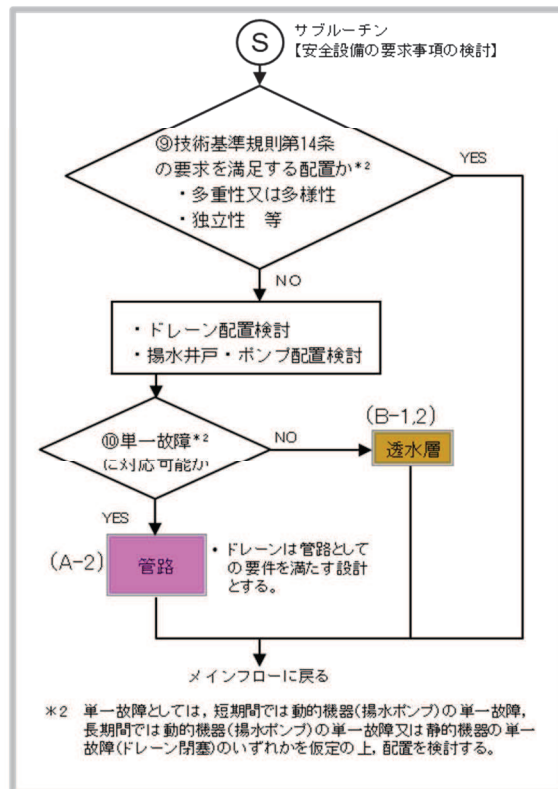 S
サブルーチン
【安全設備の要求事項の検討】
⑨技術基準規則第14条
の要求を満足する配置か*2
・多重性又は多様性
・独立性 等
YES
NO
・ドレーン配置検討
・揚水井戸・ポンプ配置検討
⑩単一故障*2
に対応可能か
NO
(B-1,2)
透水層
YES
(A-2)
管路
・ドレーンは管路として
の要件を満たす設計
とする。
メインフローに戻る
*2 単一故障としては，短期間では動的機器(揚水ポンプ)の単一故障，
長期間では動的機器(揚水ポンプ)の単一故障又は静的機器の単一
故障(ドレーン閉塞)のいずれかを仮定の上，配置を検討する。